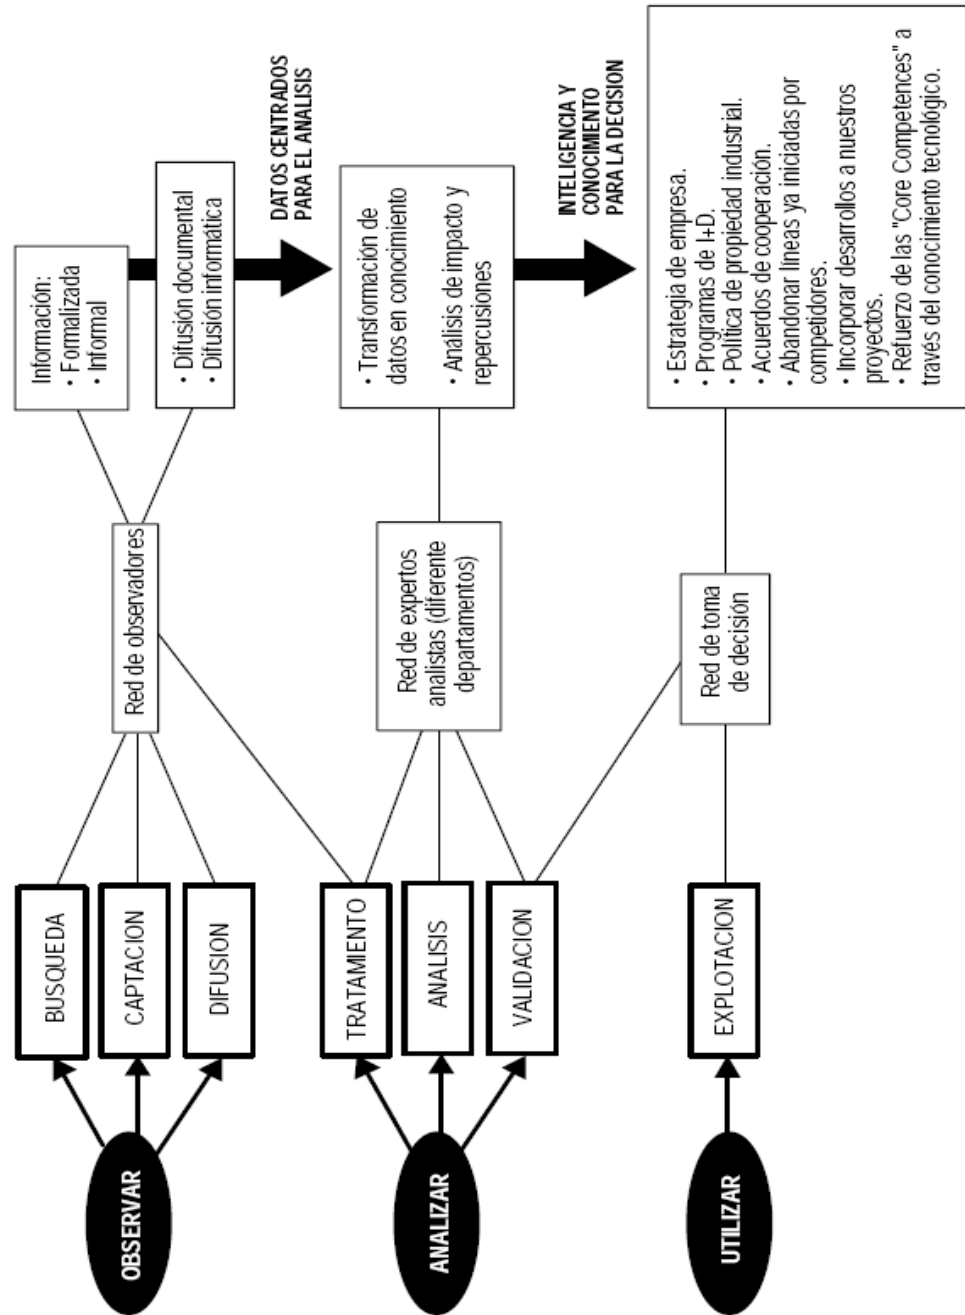 OBSERVAR
BUSQUEDA
CAPTACION
DIFUSION
Red de observadores
Información:
• Formalizada
• Informal
• Difusión documental
• Difusión informática
DATOS CENTRADOS
PARA EL ANALISIS
ANALIZAR
TRATAMIENTO
ANALISIS
VALIDACION
Red de expertos
analistas (diferente
departamentos)
• Transformación de
datos en conocimiento
• Análisis de impacto y
repercusiones
INTELIGENCIA Y
CONOCIMIENTO
PARA LA DECISION
UTILIZAR
EXPLOTACION
Red de toma
de decisión
• Estrategia de empresa.
• Programas de I+D.
• Política de propiedad industrial.
• Acuerdos de cooperación.
• Abandonar líneas ya iniciadas por
competidores.
• Incorporar desarrollos a nuestros
proyectos.
• Refuerzo de las "Core Competences" a
través del conocimiento tecnológico.